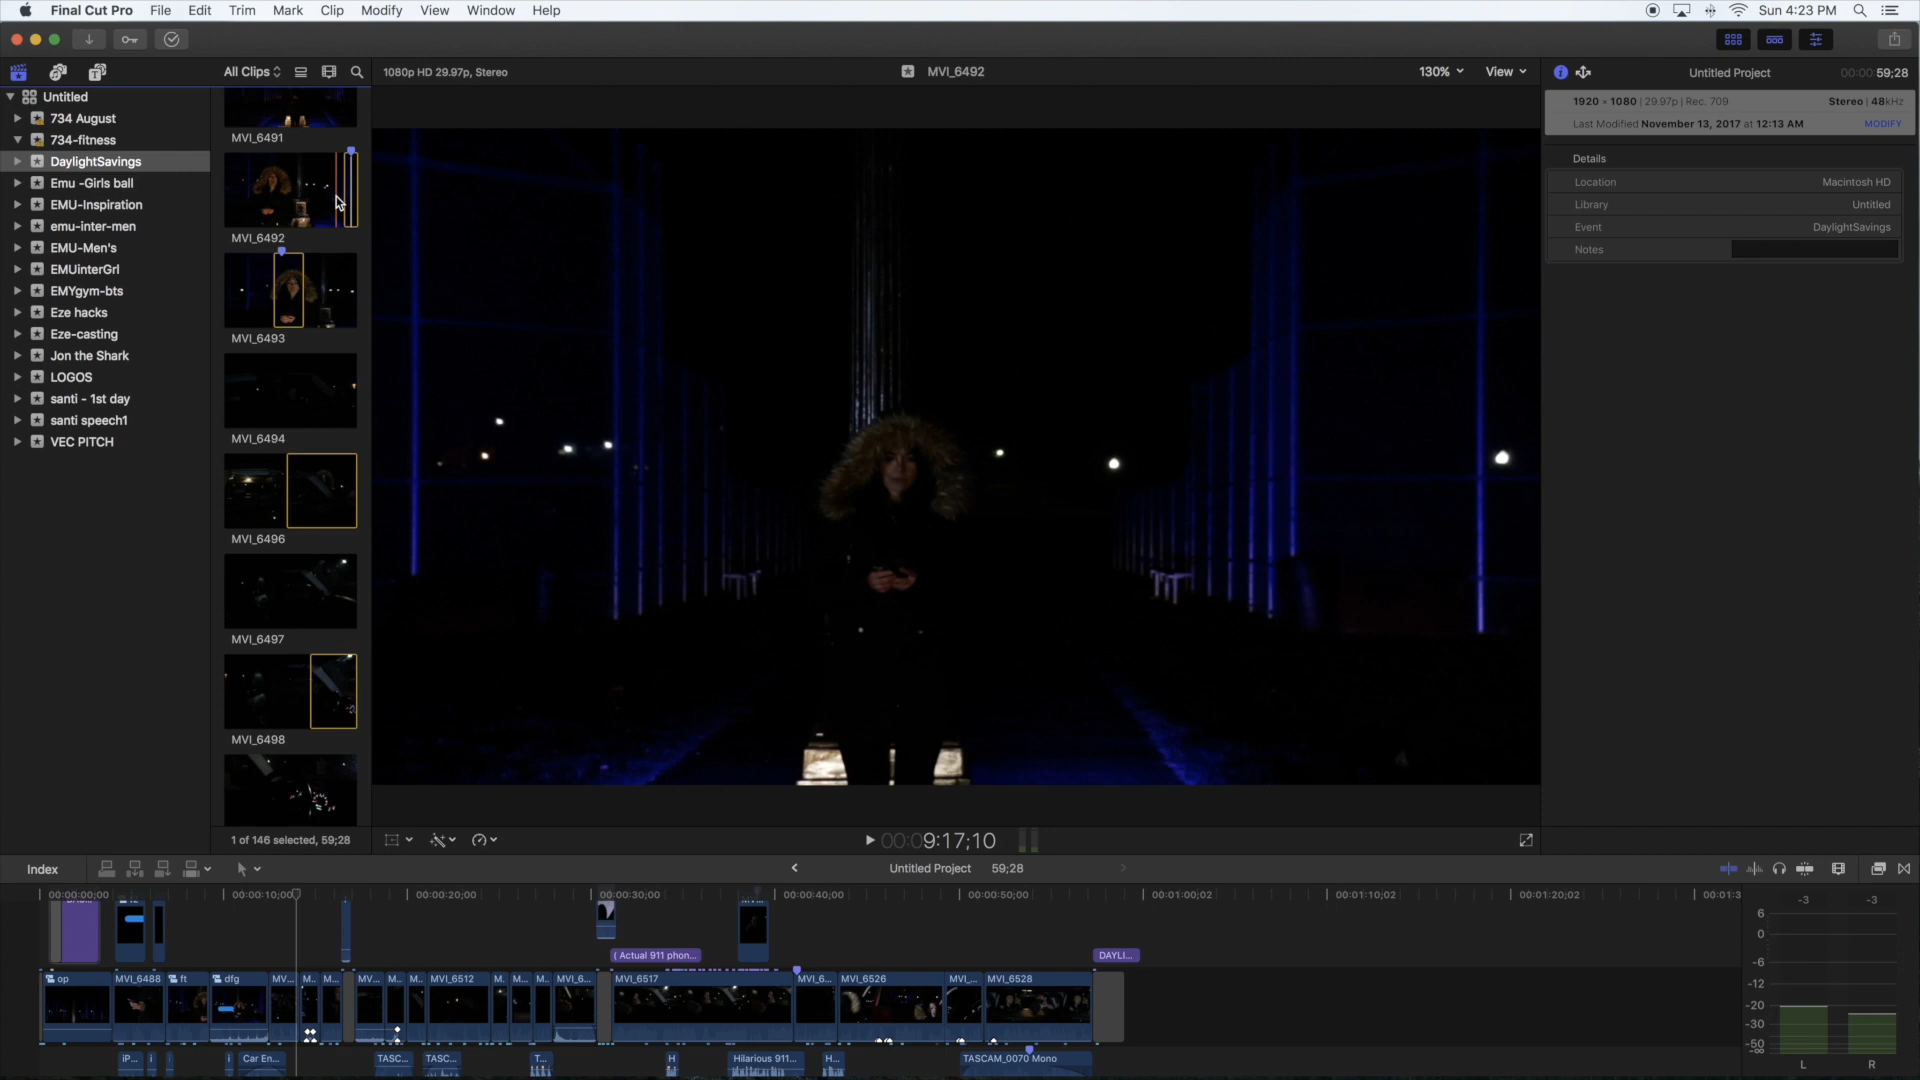 Final Cut Pro File Edit Trim Mark Clip Modify View Window Help Sun 4:23 PM
All Clips 1080p HD 29.97p, Stereo MVI_6492 130% View Untitled Project 00:00:59;28
Untitled
734 August
734-fitness
DaylightSavings
Emu -Girls ball
EMU-Inspiration
emu-inter-men
EMU-Men's
EMUinterGrl
EMYgym-bts
Eze hacks
Eze-casting
Jon the Shark
LOGOS
santi - 1st day
santi speech1
VEC PITCH
MVI_6491
MVI_6492
MVI_6493
MVI_6494
MVI_6496
MVI_6497
MVI_6498
1 of 146 selected, 59;28
1920 × 1080 | 29.97p | Rec. 709 Stereo | 48kHz
Last Modified November 13, 2017 at 12:13 AM MODIFY
Details
Location Macintosh HD
Library Untitled
Event DaylightSavings
Notes
00:09:17;10
Index Untitled Project 59;28
00:00:00;00 00:00:10;00 00:00:20;00 00:00:30;00 00:00:40;00 00:00:50;00 00:01:00;02 00:01:10;02 00:01:20;02 00:01:3
( Actual 911 phon... DAYLI...
op MVI_6488 ft dfg MV... M... M... MV... M... M... MVI_6512 M. M... M. MVI_6... MVI_6517 MVI_6... MVI_6526 MVI_... MVI_6528
iP... i i Car En... TASC... TASC... T... H Hilarious 911... H... TASCAM_0070 Mono
-3 -3
6
0
-6
-12
-20
-30
-50
-∞
L R